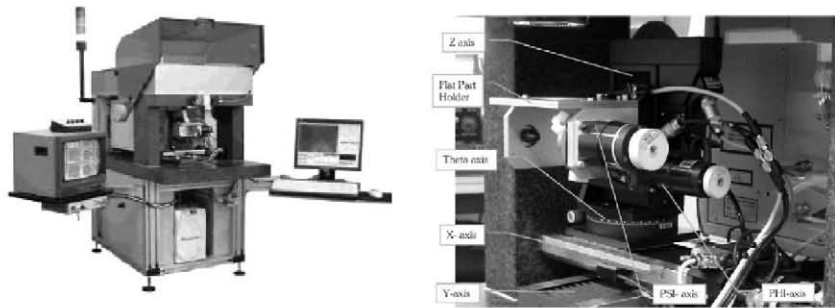 Z axis
Flat Part
Holder
Theta axis
X- axis
Y-axis
PSI- axis
PHI-axis